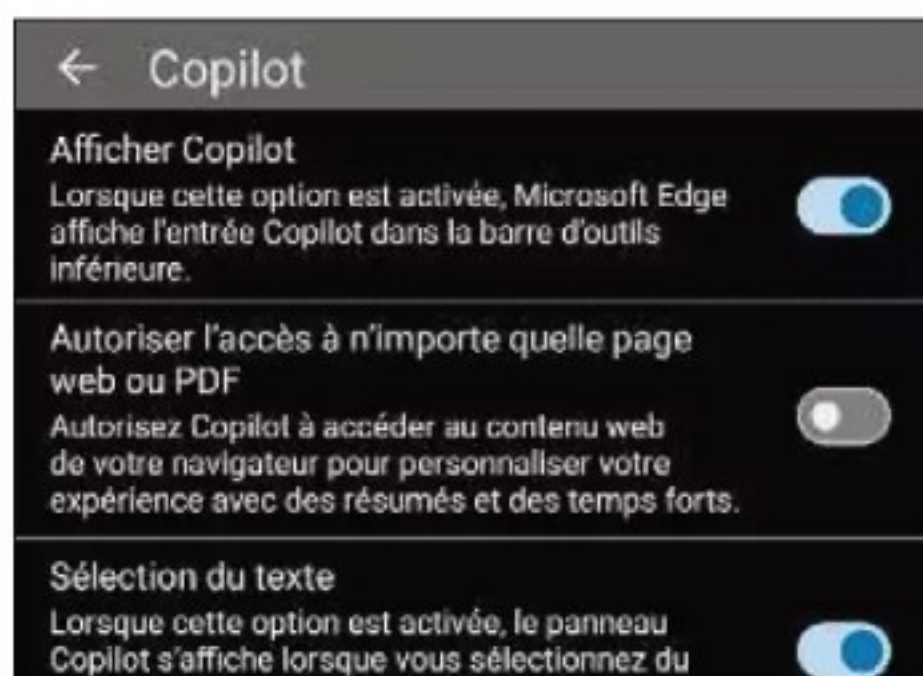 Copilot
Afficher Copilot
Lorsque cette option est activée, Microsoft Edge
affiche l'entrée Copilot dans la barre d'outils
inférieure.
Autoriser l'accès à n'importe quelle page
web ou PDF
Autorisez Copilot à accéder au contenu web
de votre navigateur pour personnaliser votre
expérience avec des résumés et des temps forts.
Sélection du texte
Lorsque cette option est activée, le panneau
Copilot s'affiche lorsque vous sélectionnez du